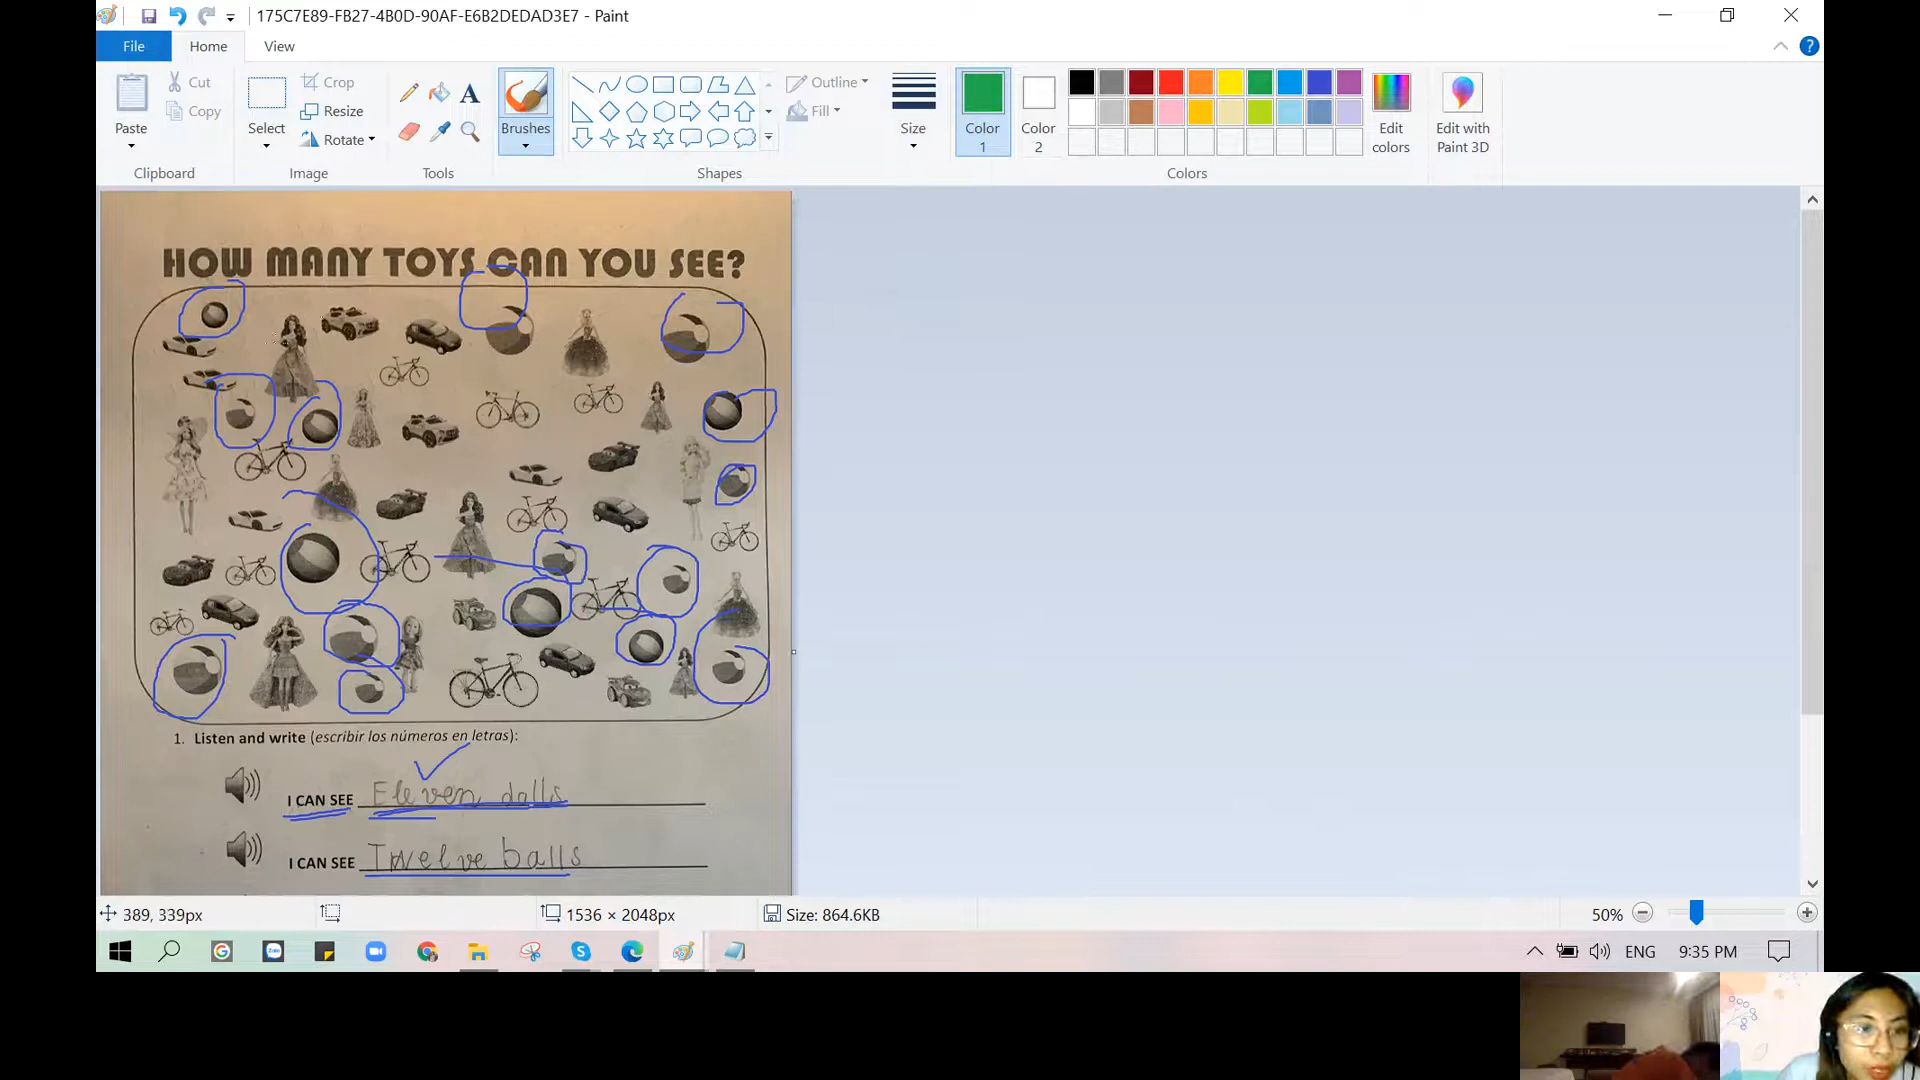 175C7E89-FB27-4B0D-90AF-E6B2DEDAD3E7 - Paint
File Home View
Paste
Cut
Copy
Clipboard
Select
Crop
Resize
Rotate
Image
Tools
Brushes
Outline
Fill
Shapes
Size
Color 1
Color 2
Edit colors
Edit with Paint 3D
Colors
HOW MANY TOYS CAN YOU SEE?
1. Listen and write (escribir los números en letras):
I CAN SEE Eleven dolls
I CAN SEE Twelve balls
389, 339px
1536 × 2048px
Size: 864.6KB
50%
Zalo
ENG
9:35 PM